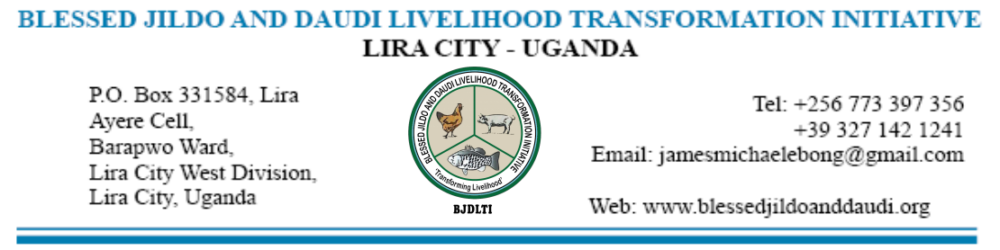 BLESSED JILDO AND DAUDI LIVELIHOOD TRANSFORMATION INITIATIVE
LIRA CITY - UGANDA
P.O. Box 331584, Lira
Ayere Cell,
Barapwo Ward,
Lira City West Division,
Lira City, Uganda
BLESSED JILDO AND DAUDI LIVELIHOOD TRANSFORMATION INITIATIVE
'Transforming Livelihood'
BJDLTI
Tel: +256 773 397 356
+39 327 142 1241
Email: jamesmichaelebong@gmail.com
Web: www.blessedjildoanddaudi.org